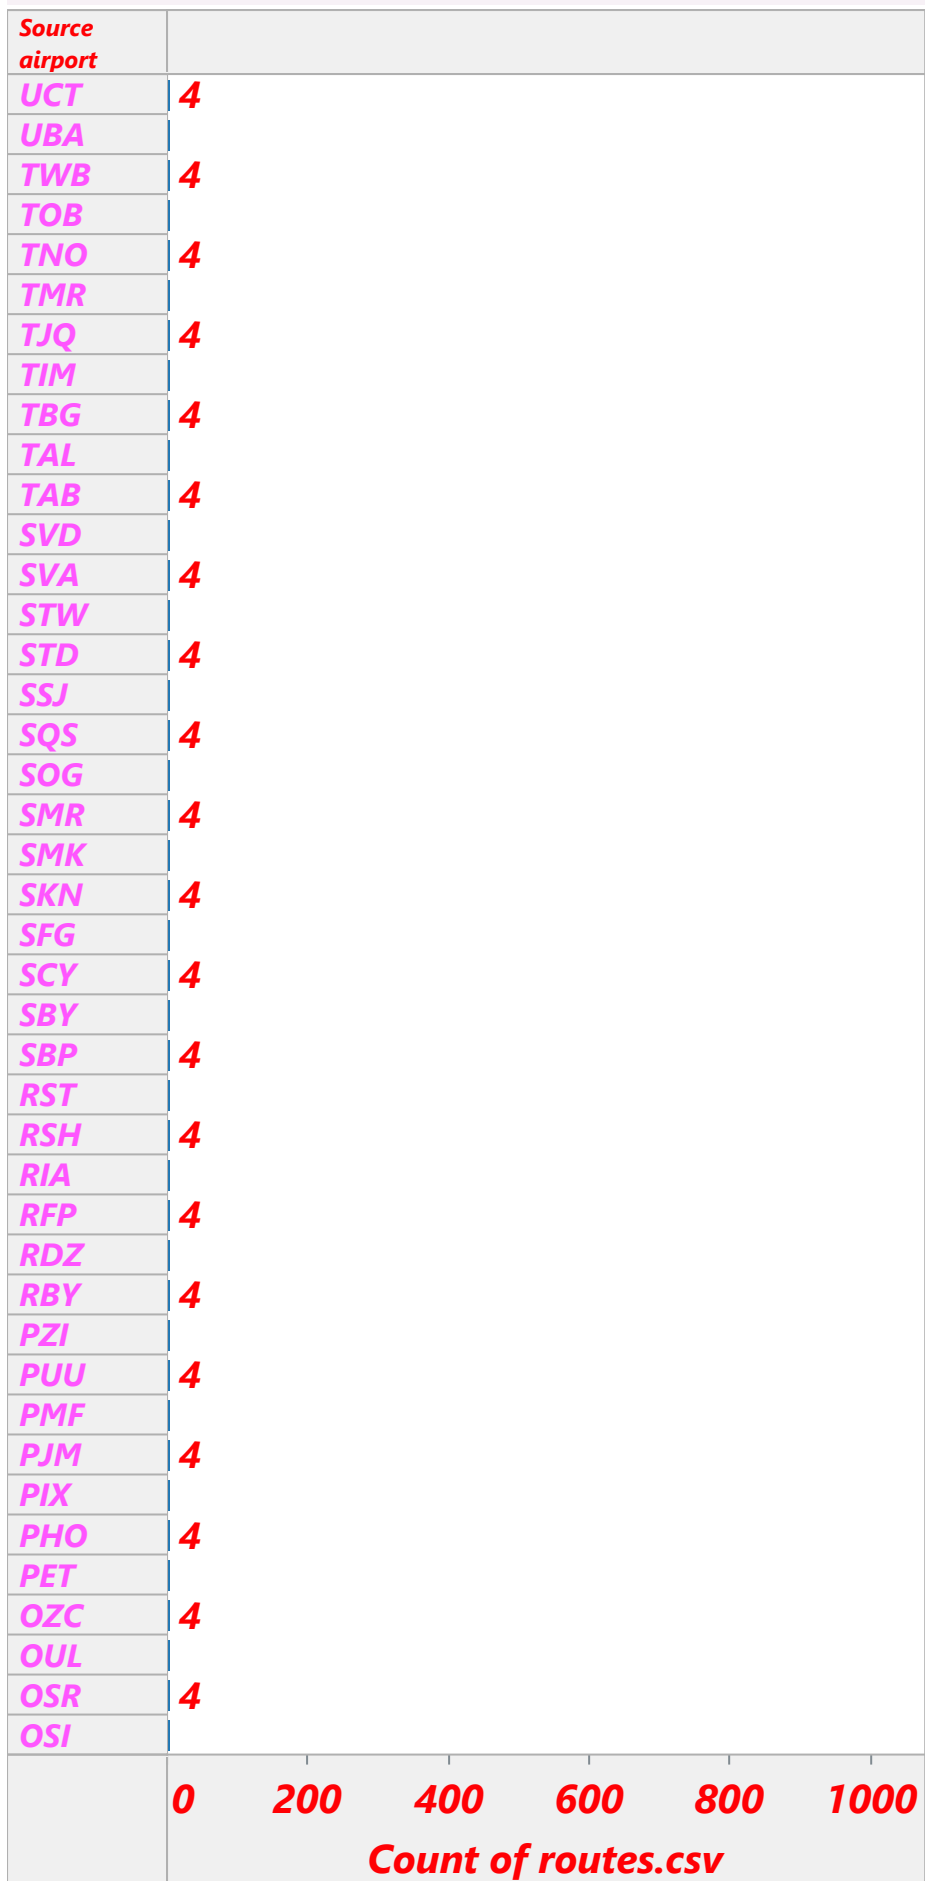 Source
airport
UCT 4
UBA
TWB 4
TOB
TNO 4
TMR
TJQ 4
TIM
TBG 4
TAL
TAB 4
SVD
SVA 4
STW
STD 4
SSJ
SQS 4
SOG
SMR 4
SMK
SKN 4
SFG
SCY 4
SBY
SBP 4
RST
RSH 4
RIA
RFP 4
RDZ
RBY 4
PZI
PUU 4
PMF
PJM 4
PIX
PHO 4
PET
OZC 4
OUL
OSR 4
OSI
0 200 400 600 800 1000
Count of routes.csv